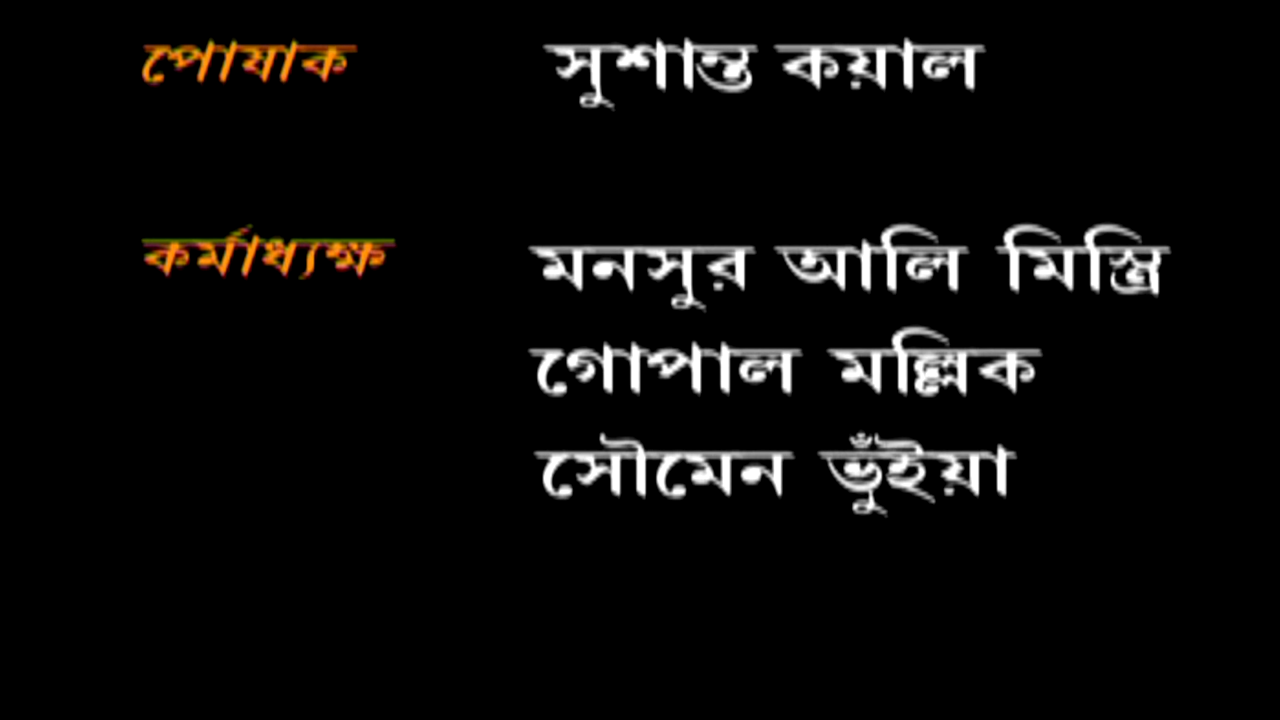 পোষাক সুশান্ত কয়াল
কর্মাধ্যক্ষ মনসুর আলি মিস্ত্রি
গোপাল মল্লিক
সৌমেন ভুঁইয়া